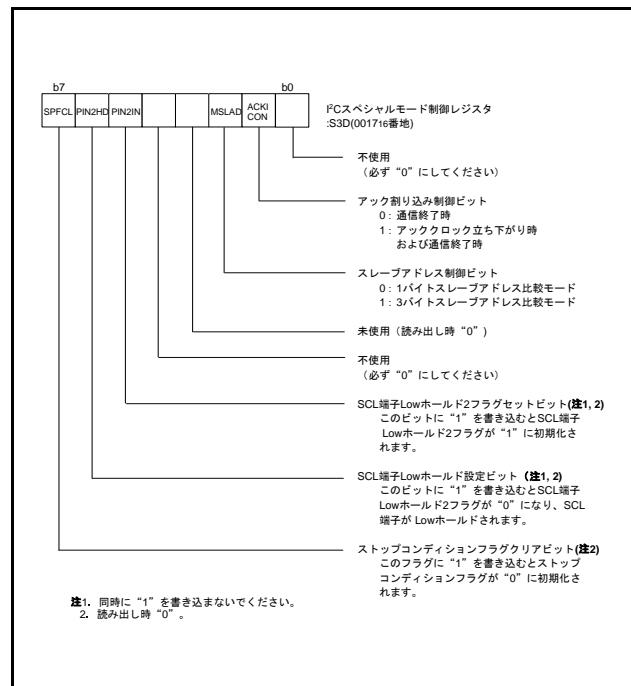 b7
b0
SPFCL PIN2HD PIN2IN MSLAD ACKI CON
I²Cスペシャルモード制御レジスタ
:S3D(0017₁₆番地)
不使用
（必ず“0”にしてください）
アック割り込み制御ビット
0：通信終了時
1：アッククロック立ち下がり時
および通信終了時
スレーブアドレス制御ビット
0：1バイトスレーブアドレス比較モード
1：3バイトスレーブアドレス比較モード
未使用（読み出し時“0”）
不使用
（必ず“0”にしてください）
SCL端子Lowホールド2フラグセットビット(注1, 2)
このビットに“1”を書き込むとSCL端子
Lowホールド2フラグが“1”に初期化さ
れます。
SCL端子Lowホールド設定ビット（注1, 2)
このビットに“1”を書き込むとSCL端子
Lowホールド2フラグが“0”になり、SCL
端子が Lowホールドされます。
ストップコンディションフラグクリアビット(注2)
このフラグに“1”を書き込むとストップ
コンディションフラグが“0”に初期化さ
れます。
注1. 同時に“1”を書き込まないでください。
2. 読み出し時“0”。